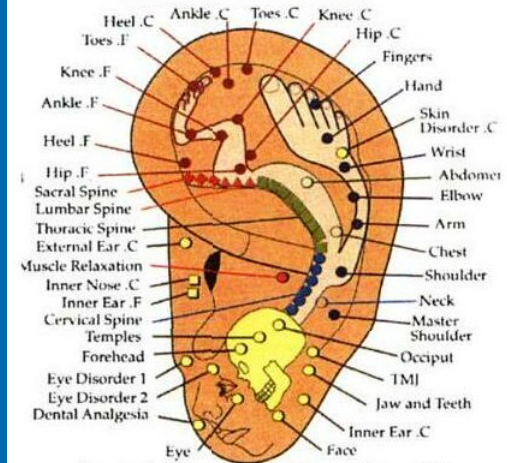 Heel .C
Ankle .C
Toes .C
Knee .C
Toes .F
Hip .C
Knee .F
Fingers
Ankle .F
Hand
Skin
Disorder .C
Heel .F
Wrist
Hip .F
Abdomen
Sacral Spine
Elbow
Lumbar Spine
Thoracic Spine
Arm
External Ear .C
Chest
Muscle Relaxation
Inner Nose .C
Shoulder
Inner Ear .F
Neck
Cervical Spine
Master
Shoulder
Temples
Forehead
Occiput
Eye Disorder 1
TMJ
Eye Disorder 2
Jaw and Teeth
Dental Analgesia
Inner Ear .C
Eye
Face